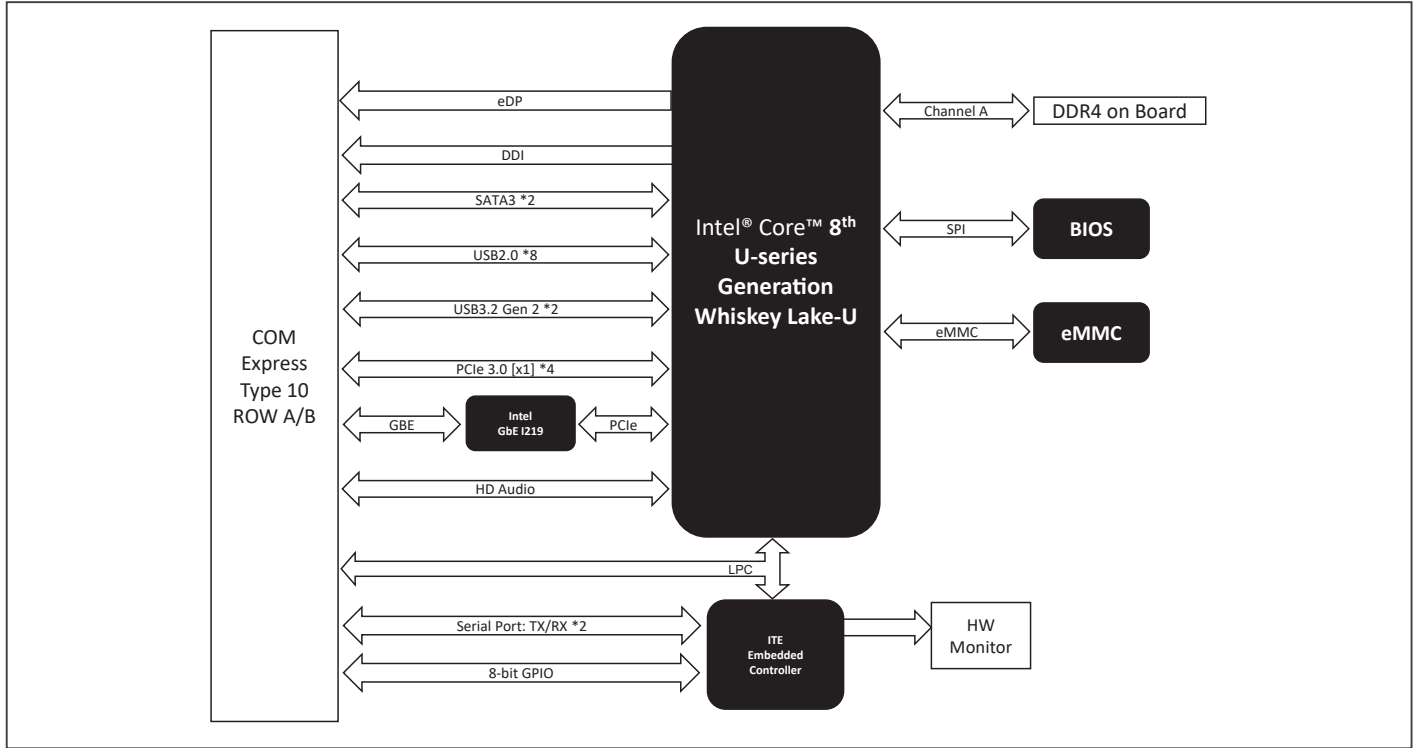 COM
Express
Type 10
ROW A/B
eDP
DDI
SATA3 *2
USB2.0 *8
USB3.2 Gen 2 *2
PCIe 3.0 [x1] *4
GBE
Intel
GbE I219
PCIe
HD Audio
LPC
Serial Port: TX/RX *2
8-bit GPIO
Intel® Core™ 8th
U-series
Generation
Whiskey Lake-U
ITE
Embedded
Controller
Channel A
DDR4 on Board
SPI
BIOS
eMMC
eMMC
HW
Monitor